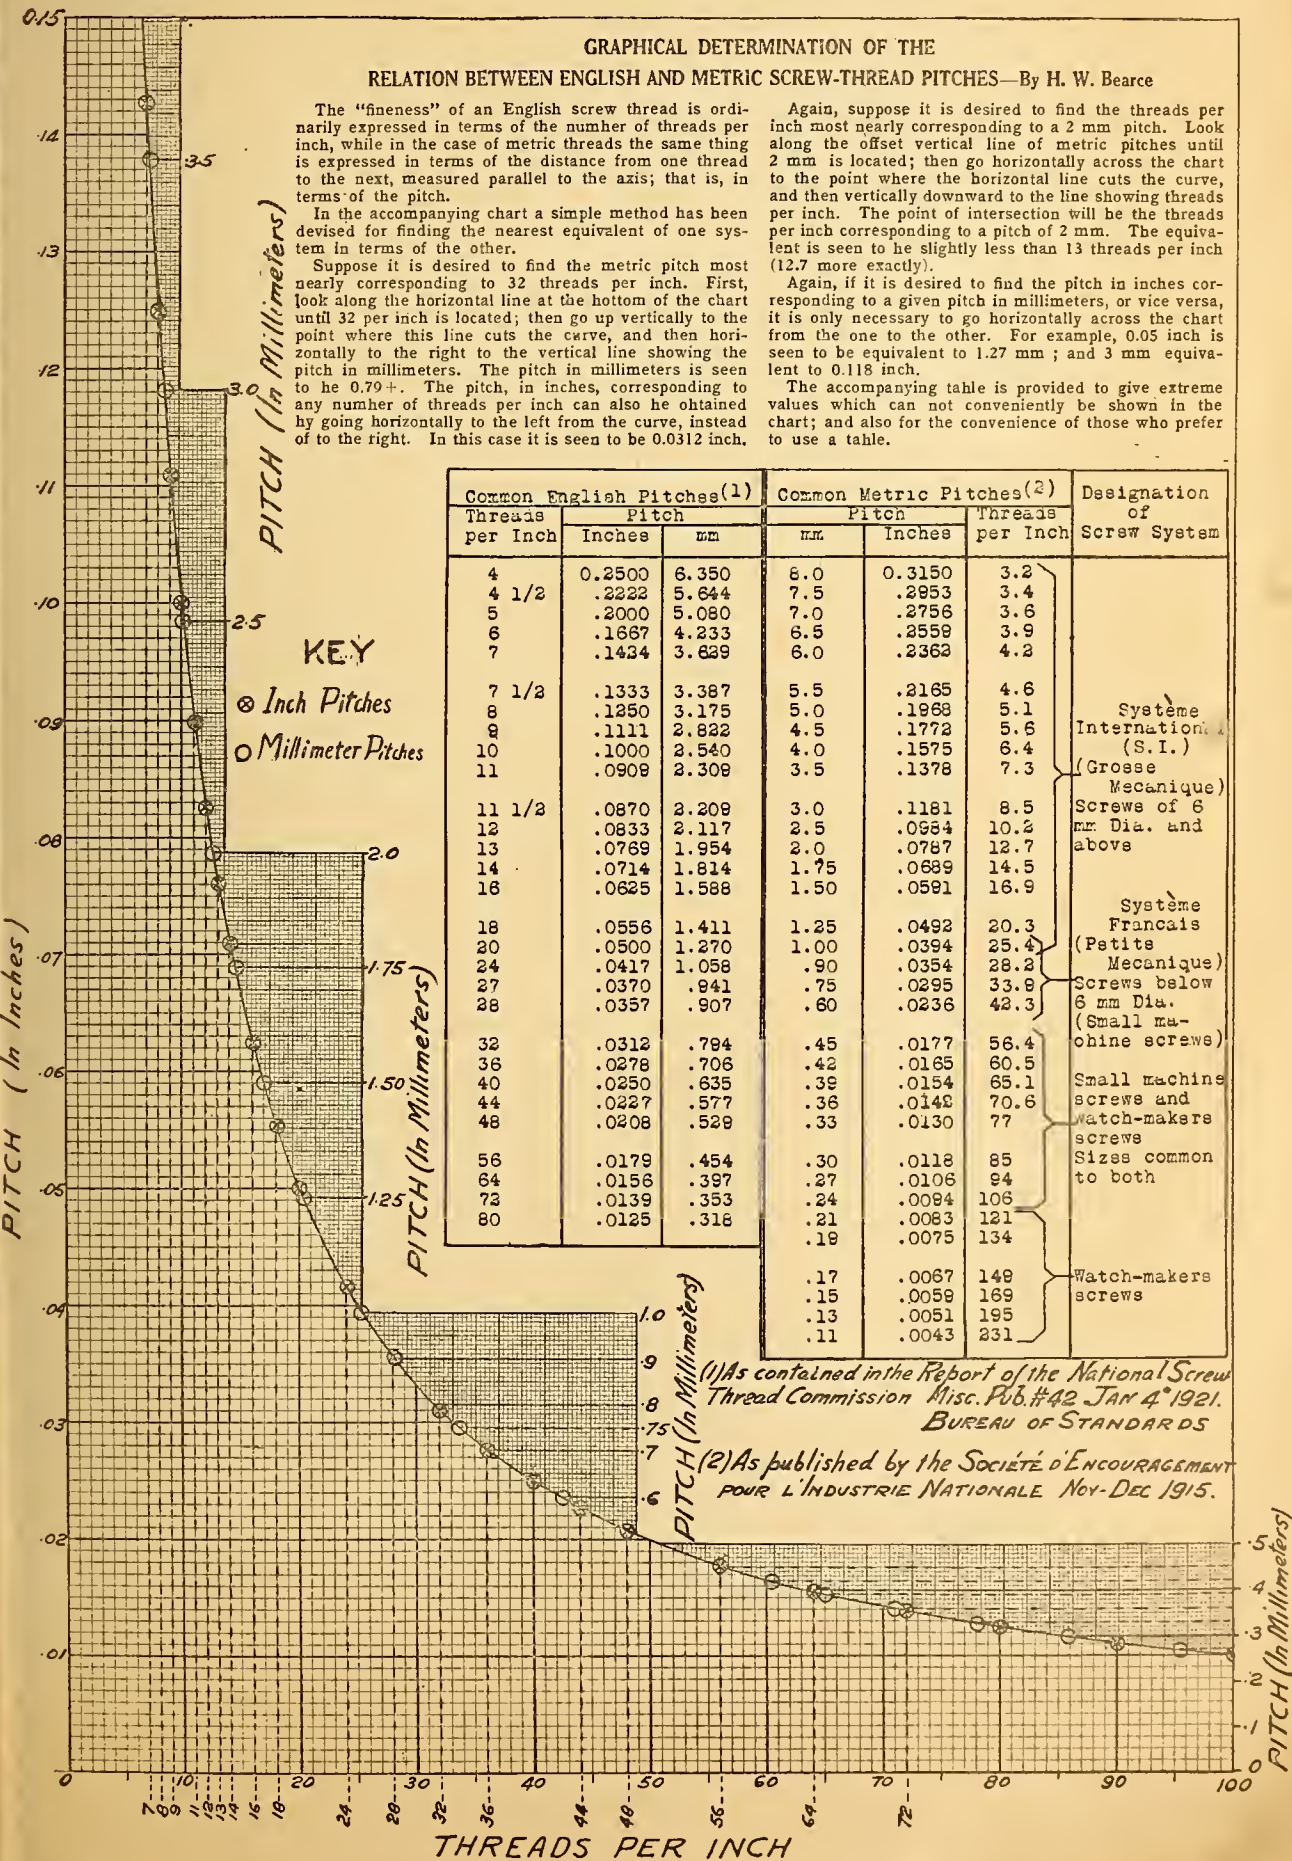 GRAPHICAL DETERMINATION OF THE
RELATION BETWEEN ENGLISH AND METRIC SCREW-THREAD PITCHES—By H. W. Bearce
The "fineness" of an English screw thread is ordi-
narily expressed in terms of the number of threads per
inch, while in the case of metric threads the same thing
is expressed in terms of the distance from one thread
to the next, measured parallel to the axis; that is, in
terms of the pitch.
In the accompanying chart a simple method has been
devised for finding the nearest equivalent of one sys-
tem in terms of the other.
Suppose it is desired to find the metric pitch most
nearly corresponding to 32 threads per inch. First,
look along the horizontal line at the hottom of the chart
until 32 per inch is located; then go up vertically to the
point where this line cuts the curve, and then hori-
zontally to the right to the vertical line showing the
pitch in millimeters. The pitch in millimeters is seen
to he 0.79+. The pitch, in inches, corresponding to
any numher of threads per inch can also he ohtained
hy going horizontally to the left from the curve, instead
of to the right. In this case it is seen to be 0.0312 inch.
Again, suppose it is desired to find the threads per
inch most nearly corresponding to a 2 mm pitch. Look
along the offset vertical line of metric pitches until
2 mm is located; then go horizontally across the chart
to the point where the horizontal line cuts the curve,
and then vertically downward to the line showing threads
per inch. The point of intersection will be the threads
per inch corresponding to a pitch of 2 mm. The equiva-
lent is seen to he slightly less than 13 threads per inch
(12.7 more exactly).
Again, if it is desired to find the pitch in inches cor-
responding to a given pitch in millimeters, or vice versa,
it is only necessary to go horizontally across the chart
from the one to the other. For example, 0.05 inch is
seen to be equivalent to 1.27 mm ; and 3 mm equiva-
lent to 0.118 inch.
The accompanying table is provided to give extreme
values which can not conveniently be shown in the
chart; and also for the convenience of those who prefer
to use a table.
Common English Pitches(1) Common Metric Pitches(2) Designation of Screw System
Threads per Inch Pitch Pitch Threads per Inch
Inches mm mm Inches
4 0.2500 6.350 8.0 0.3150 3.2
4 1/2 .2222 5.644 7.5 .2953 3.4
5 .2000 5.080 7.0 .2756 3.6
6 .1667 4.233 6.5 .2559 3.9
7 .1434 3.629 6.0 .2362 4.2
7 1/2 .1333 3.387 5.5 .2165 4.6
8 .1250 3.175 5.0 .1968 5.1
9 .1111 2.822 4.5 .1772 5.6
10 .1000 2.540 4.0 .1575 6.4
11 .0909 2.309 3.5 .1378 7.3
11 1/2 .0870 2.209 3.0 .1181 8.5
12 .0833 2.117 2.5 .0984 10.2
13 .0769 1.954 2.0 .0787 12.7
14 .0714 1.814 1.75 .0689 14.5
16 .0625 1.588 1.50 .0591 16.9
18 .0556 1.411 1.25 .0492 20.3
20 .0500 1.270 1.00 .0394 25.4
24 .0417 1.058 .90 .0354 28.2
27 .0370 .941 .75 .0295 33.9
28 .0357 .907 .60 .0236 42.3
32 .0312 .794 .45 .0177 56.4
36 .0278 .706 .42 .0165 60.5
40 .0250 .635 .39 .0154 65.1
44 .0227 .577 .36 .0142 70.6
48 .0208 .529 .33 .0130 77
56 .0179 .454 .30 .0118 85
64 .0156 .397 .27 .0106 94
72 .0139 .353 .24 .0094 106
80 .0125 .318 .21 .0083 121
.19 .0075 134
.17 .0067 149
.15 .0059 169
.13 .0051 195
.11 .0043 231
Système
International
(S.I.)
(Grosse
Mecanique)
Screws of 6
mm Dia. and
above
Système
Francais
(Petits
Mecanique)
Screws below
6 mm Dia.
(Small ma-
chine screws)
Small machine
screws and
watch-makers
screws
Sizes common
to both
Watch-makers
screws
(1) As contained in the Report of the National Screw
Thread Commission Misc. Pub. #42 JAN 4" 1921.
BUREAU OF STANDARDS
(2) As published by the SOCIÉTÉ D'ENCOURAGEMENT
POUR L'INDUSTRIE NATIONALE NOV-DEC 1915.
KEY
Inch Pitches
Millimeter Pitches
PITCH (In Inches)
0.15
.14
.13
.12
.11
.10
.09
.08
.07
.06
.05
.04
.03
.02
.01
PITCH (In Millimeters)
3.5
3.0
2.5
2.0
PITCH (In Millimeters)
1.75
1.50
1.25
PITCH (In Millimeters)
1.0
.9
.8
.75
.7
.6
PITCH (In Millimeters)
.5
.4
.3
.2
.1
0
0 10 20 30 40 50 60 70 80 90 100
7 8 9 11 12 13 14 16 18 24 28 32 36 44 48 56 64 72
THREADS PER INCH